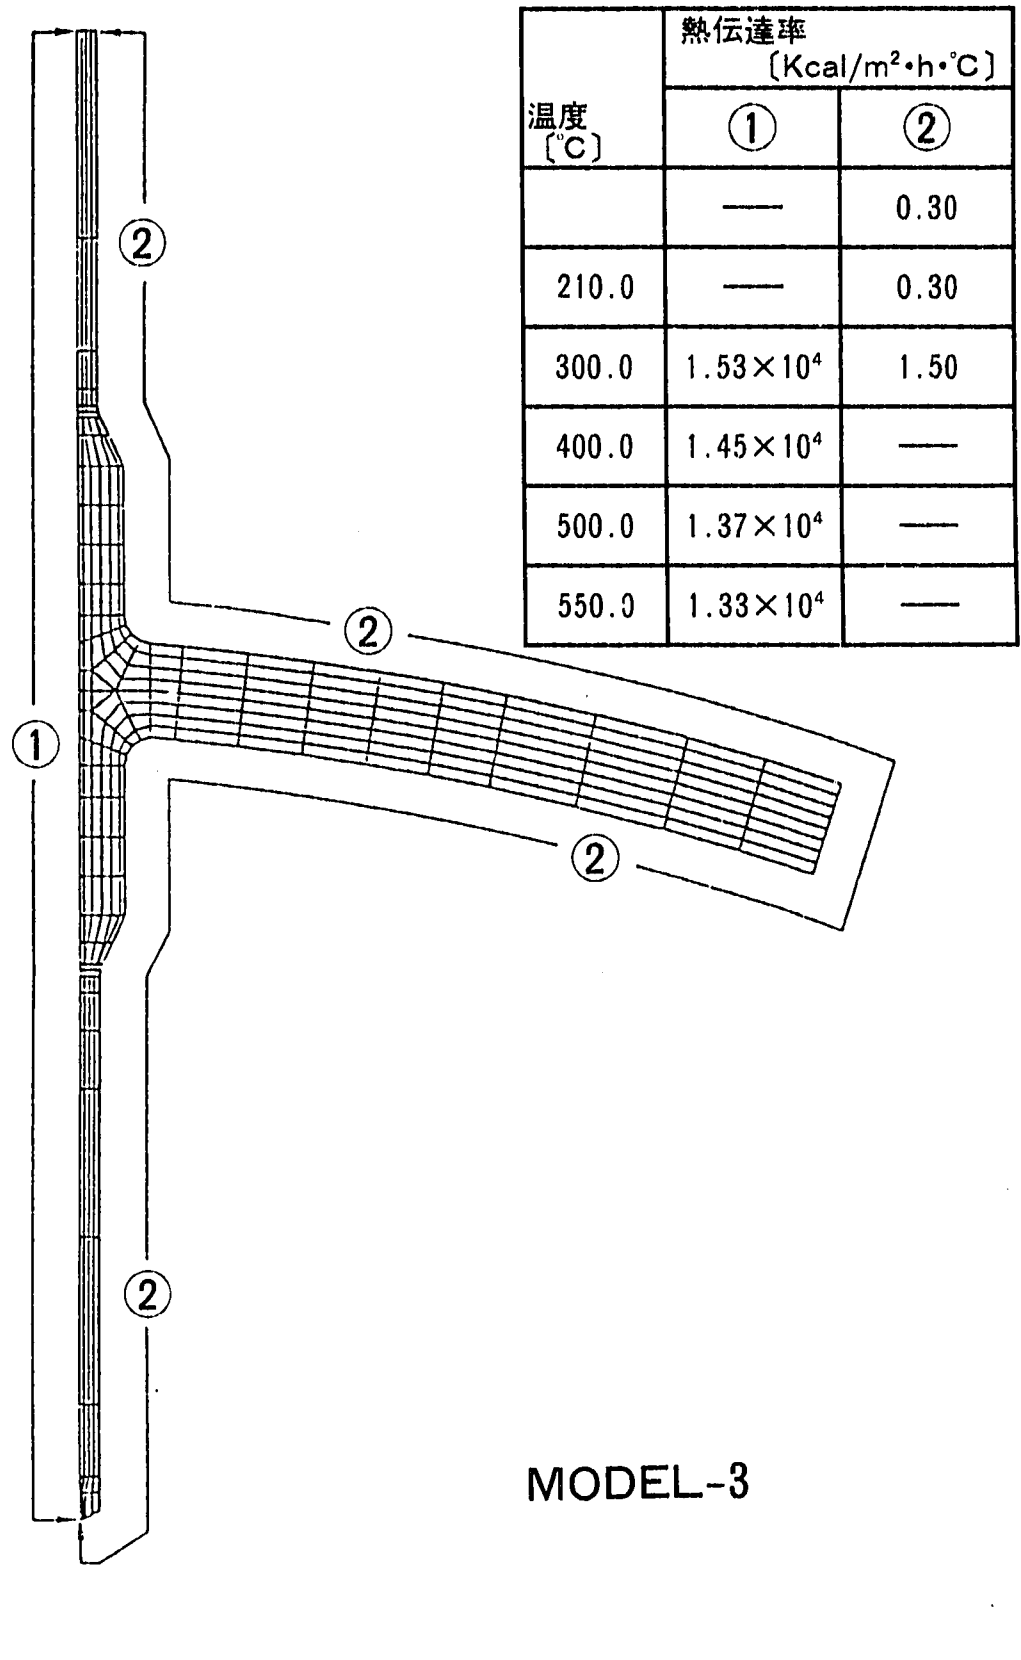 熱伝達率
〔Kcal/m²・h・℃〕
温度
〔℃〕
① ②
— 0.30
210.0 — 0.30
300.0 1.53×10⁴ 1.50
400.0 1.45×10⁴ —
500.0 1.37×10⁴ —
550.0 1.33×10⁴ —
②
②
①
②
②
MODEL-3